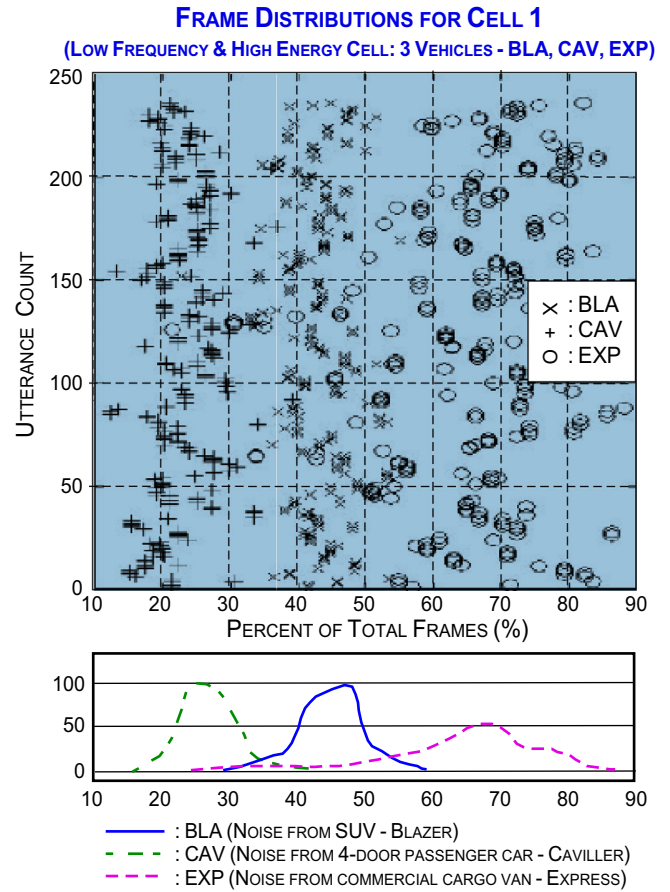 FRAME DISTRIBUTIONS FOR CELL 1
(LOW FREQUENCY & HIGH ENERGY CELL: 3 VEHICLES - BLA, CAV, EXP)
250
200
150
100
50
0
UTTERANCE COUNT
× : BLA
+ : CAV
○ : EXP
10 20 30 40 50 60 70 80 90
PERCENT OF TOTAL FRAMES (%)
100
50
0
10 20 30 40 50 60 70 80 90
: BLA (NOISE FROM SUV - BLAZER)
: CAV (NOISE FROM 4-DOOR PASSENGER CAR - CAVILLER)
: EXP (NOISE FROM COMMERCIAL CARGO VAN - EXPRESS)